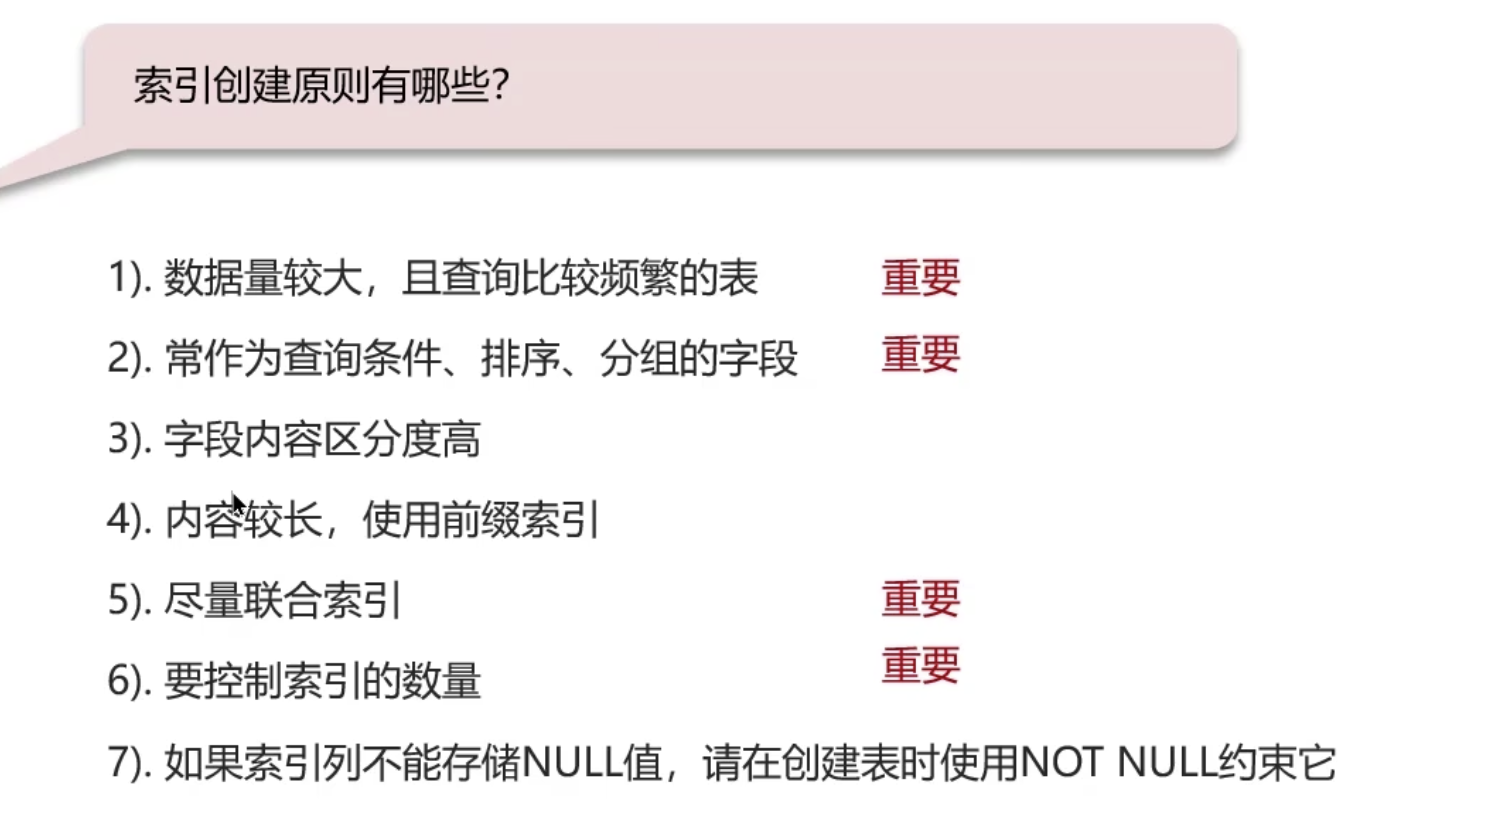 索引创建原则有哪些？
1). 数据量较大，且查询比较频繁的表 重要
2). 常作为查询条件、排序、分组的字段 重要
3). 字段内容区分度高
4). 内容较长，使用前缀索引
5). 尽量联合索引 重要
6). 要控制索引的数量 重要
7). 如果索引列不能存储NULL值，请在创建表时使用NOT NULL约束它